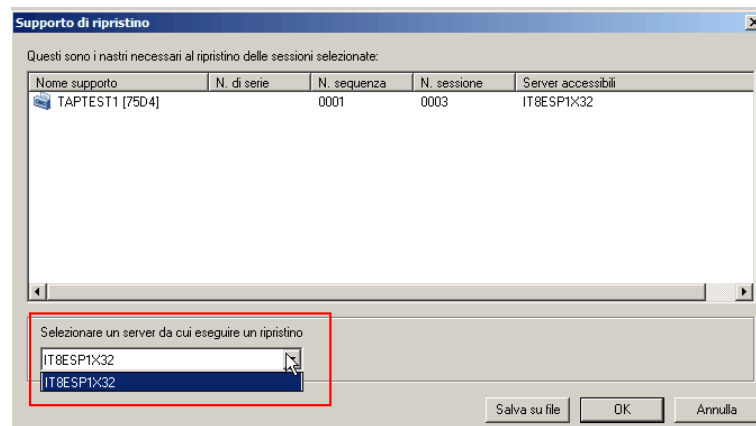 Supporto di ripristino
Questi sono i nastri necessari al ripristino delle sessioni selezionate:
Nome supporto N. di serie N. sequenza N. sessione Server accessibili
TAPTEST1 [75D4] 0001 0003 IT8ESP1X32
Selezionare un server da cui eseguire un ripristino
IT8ESP1X32
IT8ESP1X32
Salva su file OK Annulla